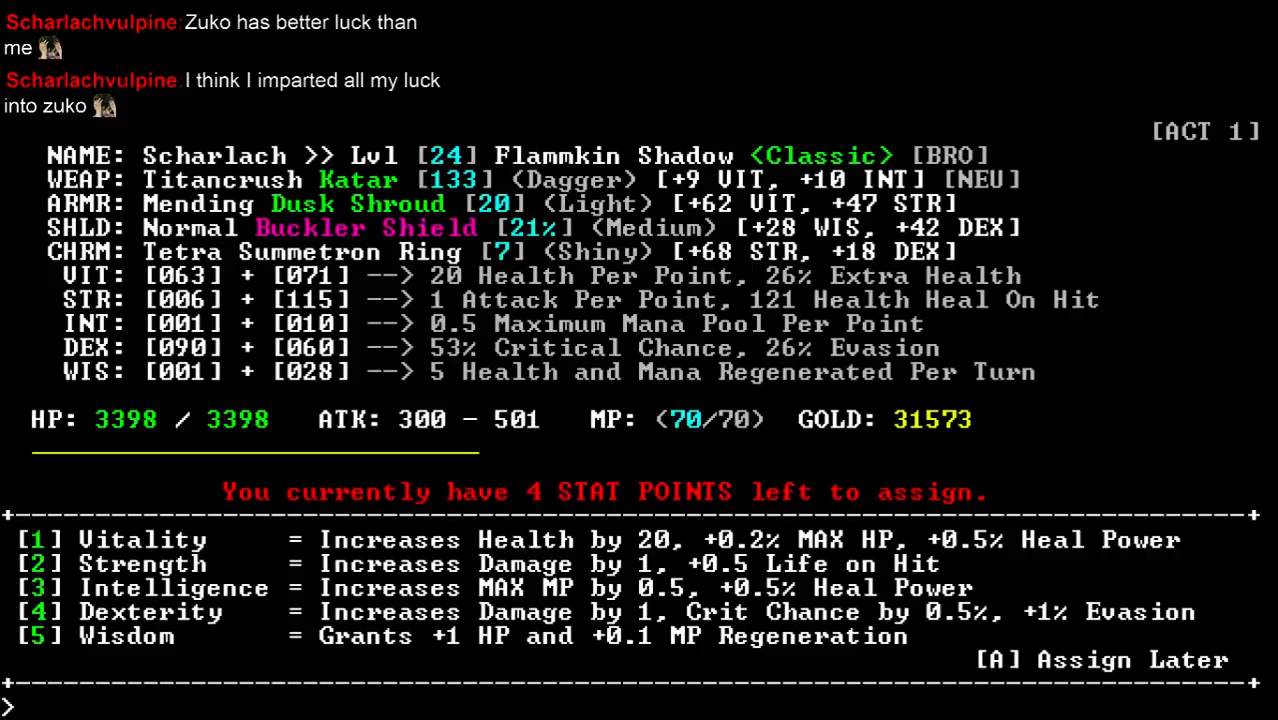 Scharlachvulpine:Zuko has better luck than
me
Scharlachvulpine:I think I imparted all my luck
into zuko
[ACT 1]
NAME: Scharlach >> Lvl [24] Flammkin Shadow <Classic> [BRO]
WEAP: Titancrush Katar [133] (Dagger) [+9 VIT, +10 INT] [NEU]
ARMR: Mending Dusk Shroud [20] (Light) [+62 VIT, +47 STR]
SHLD: Normal Buckler Shield [21%] (Medium) [+28 WIS, +42 DEX]
CHRM: Tetra Summetron Ring [7] (Shiny) [+68 STR, +18 DEX]
VIT: [063] + [071] --> 20 Health Per Point, 26% Extra Health
STR: [006] + [115] --> 1 Attack Per Point, 121 Health Heal On Hit
INT: [001] + [010] --> 0.5 Maximum Mana Pool Per Point
DEX: [090] + [060] --> 53% Critical Chance, 26% Evasion
WIS: [001] + [028] --> 5 Health and Mana Regenerated Per Turn
HP: 3398 / 3398 ATK: 300 - 501 MP: (70/70) GOLD: 31573
You currently have 4 STAT POINTS left to assign.
[1] Vitality = Increases Health by 20, +0.2% MAX HP, +0.5% Heal Power
[2] Strength = Increases Damage by 1, +0.5 Life on Hit
[3] Intelligence = Increases MAX MP by 0.5, +0.5% Heal Power
[4] Dexterity = Increases Damage by 1, Crit Chance by 0.5%, +1% Evasion
[5] Wisdom = Grants +1 HP and +0.1 MP Regeneration
[A] Assign Later
>